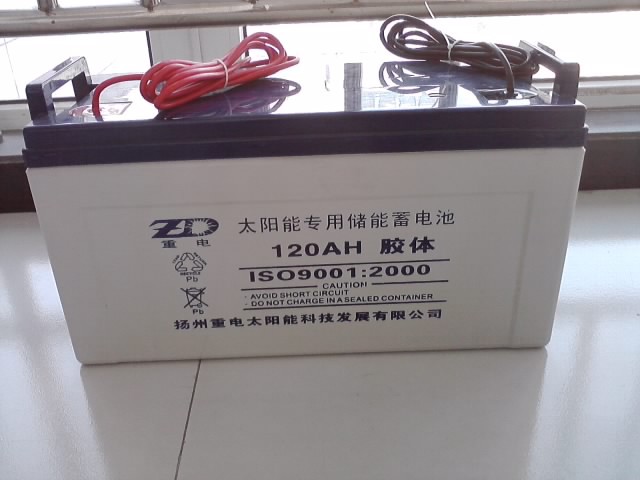 ZD
太阳能专用储能蓄电池
重电
120AH 胶体
ISO9001:2000
RECYCLE
Pb
CAUTION
· AVOID SHORT CIRCUIT
· DO NOT CHARGE IN A SEALED CONTAINER
Pb
扬州重电太阳能科技发展有限公司